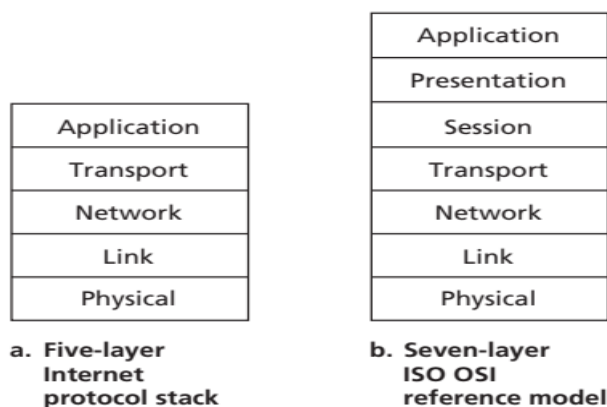 Application
Transport
Network
Link
Physical
a. Five-layer
Internet
protocol stack
Application
Presentation
Session
Transport
Network
Link
Physical
b. Seven-layer
ISO OSI
reference model